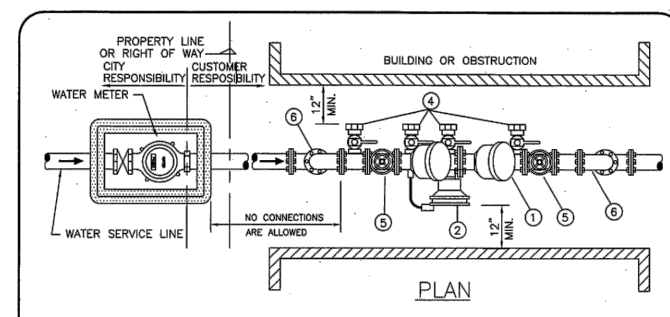 PROPERTY LINE
OR RIGHT OF WAY
CITY
RESPONSIBILITY
CUSTOMER
RESPOSIBILITY
WATER METER
BUILDING OR OBSTRUCTION
12"
MIN.
6
4
5
2
1
5
6
NO CONNECTIONS
ARE ALLOWED
WATER SERVICE LINE
12"
MIN.
PLAN